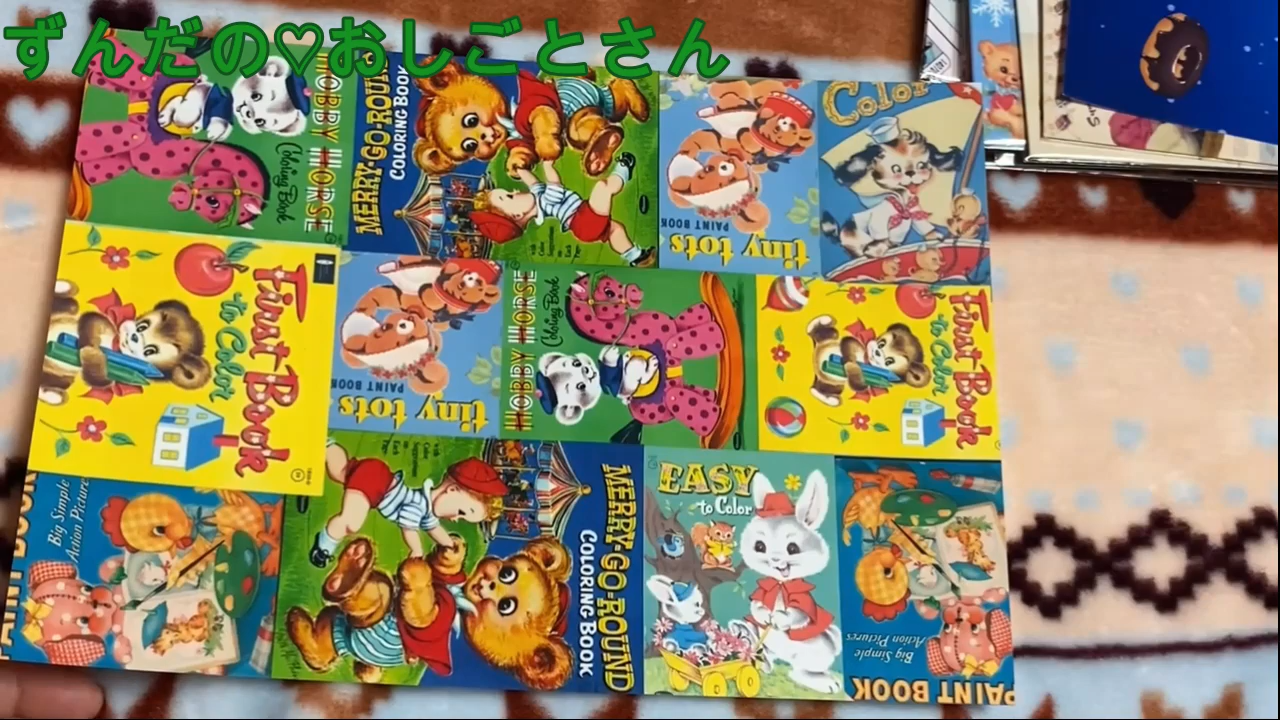 ずんだの♡おしごとさん
HOBBY HORSE
Coloring Book
MERRY-GO-ROUND
COLORING BOOK
tiny tots
PAINT BOOK
Color
First Book
to Color
tiny tots
PAINT BOOK
HOBBY HORSE
Coloring Book
First Book
to Color
Big Simple
Action Pictures
PAINT BOOK
MERRY-GO-ROUND
COLORING BOOK
EASY
to Color
Big Simple
Action Pictures
PAINT BOOK